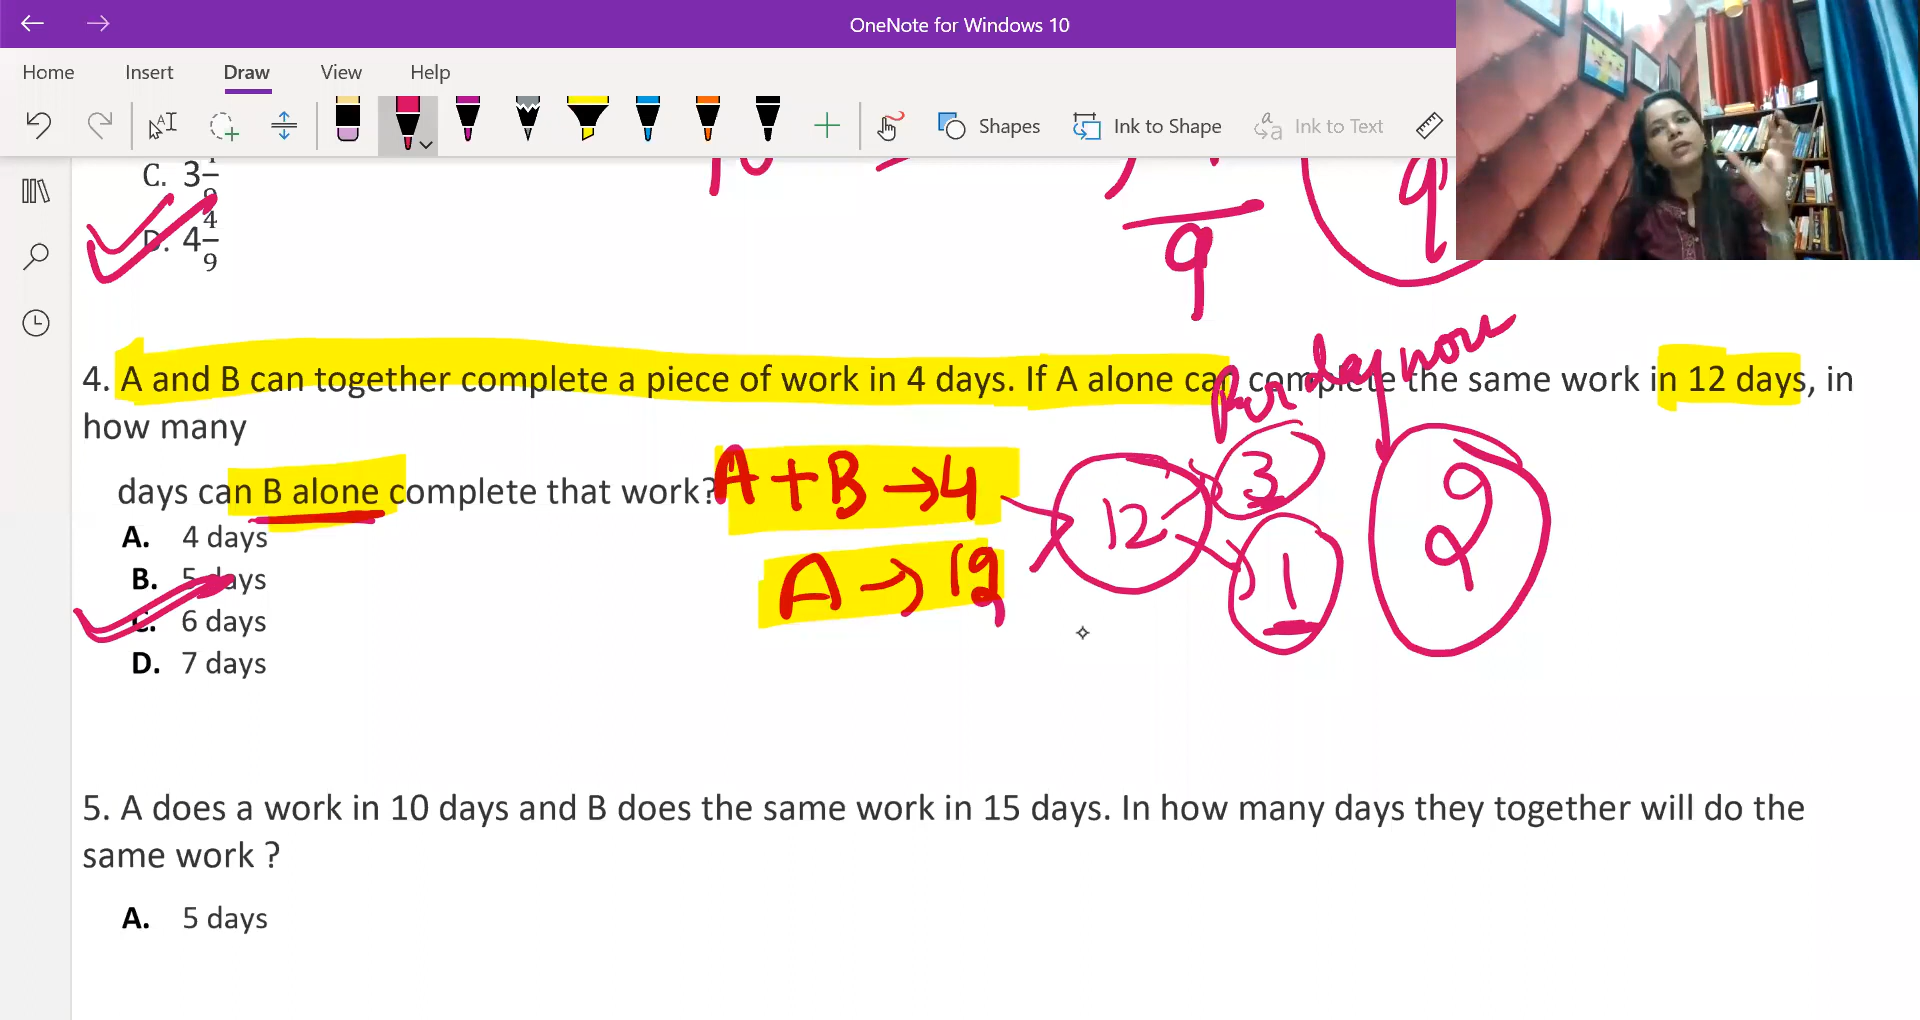 OneNote for Windows 10
Home Insert Draw View Help
Shapes Ink to Shape Ink to Text
C. 3
D. 4 4/9
9
9
4. A and B can together complete a piece of work in 4 days. If A alone can complete the same work in 12 days, in
how many
per day work
days can B alone complete that work?
A+B→4
12
3
2
A→12
1
A. 4 days
B. 5 days
C. 6 days
D. 7 days
5. A does a work in 10 days and B does the same work in 15 days. In how many days they together will do the
same work ?
A. 5 days